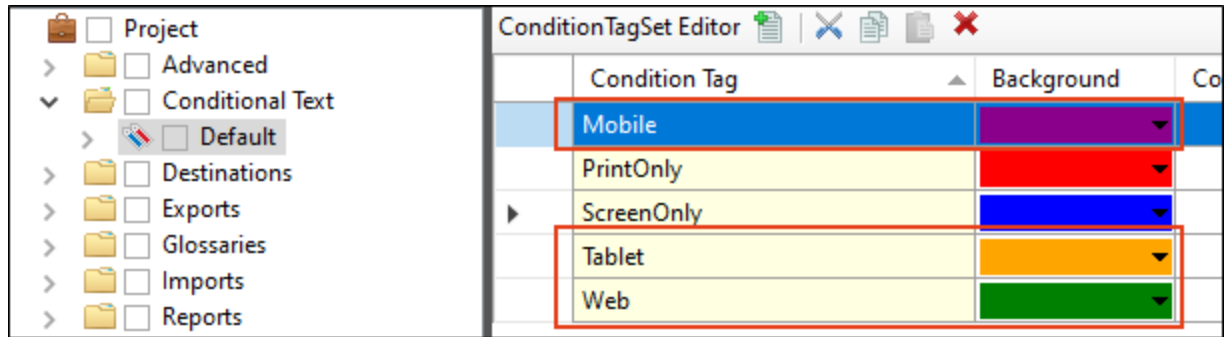 Project
Advanced
Conditional Text
Default
Destinations
Exports
Glossaries
Imports
Reports
ConditionTagSet Editor
Condition Tag Background Co
Mobile
PrintOnly
ScreenOnly
Tablet
Web